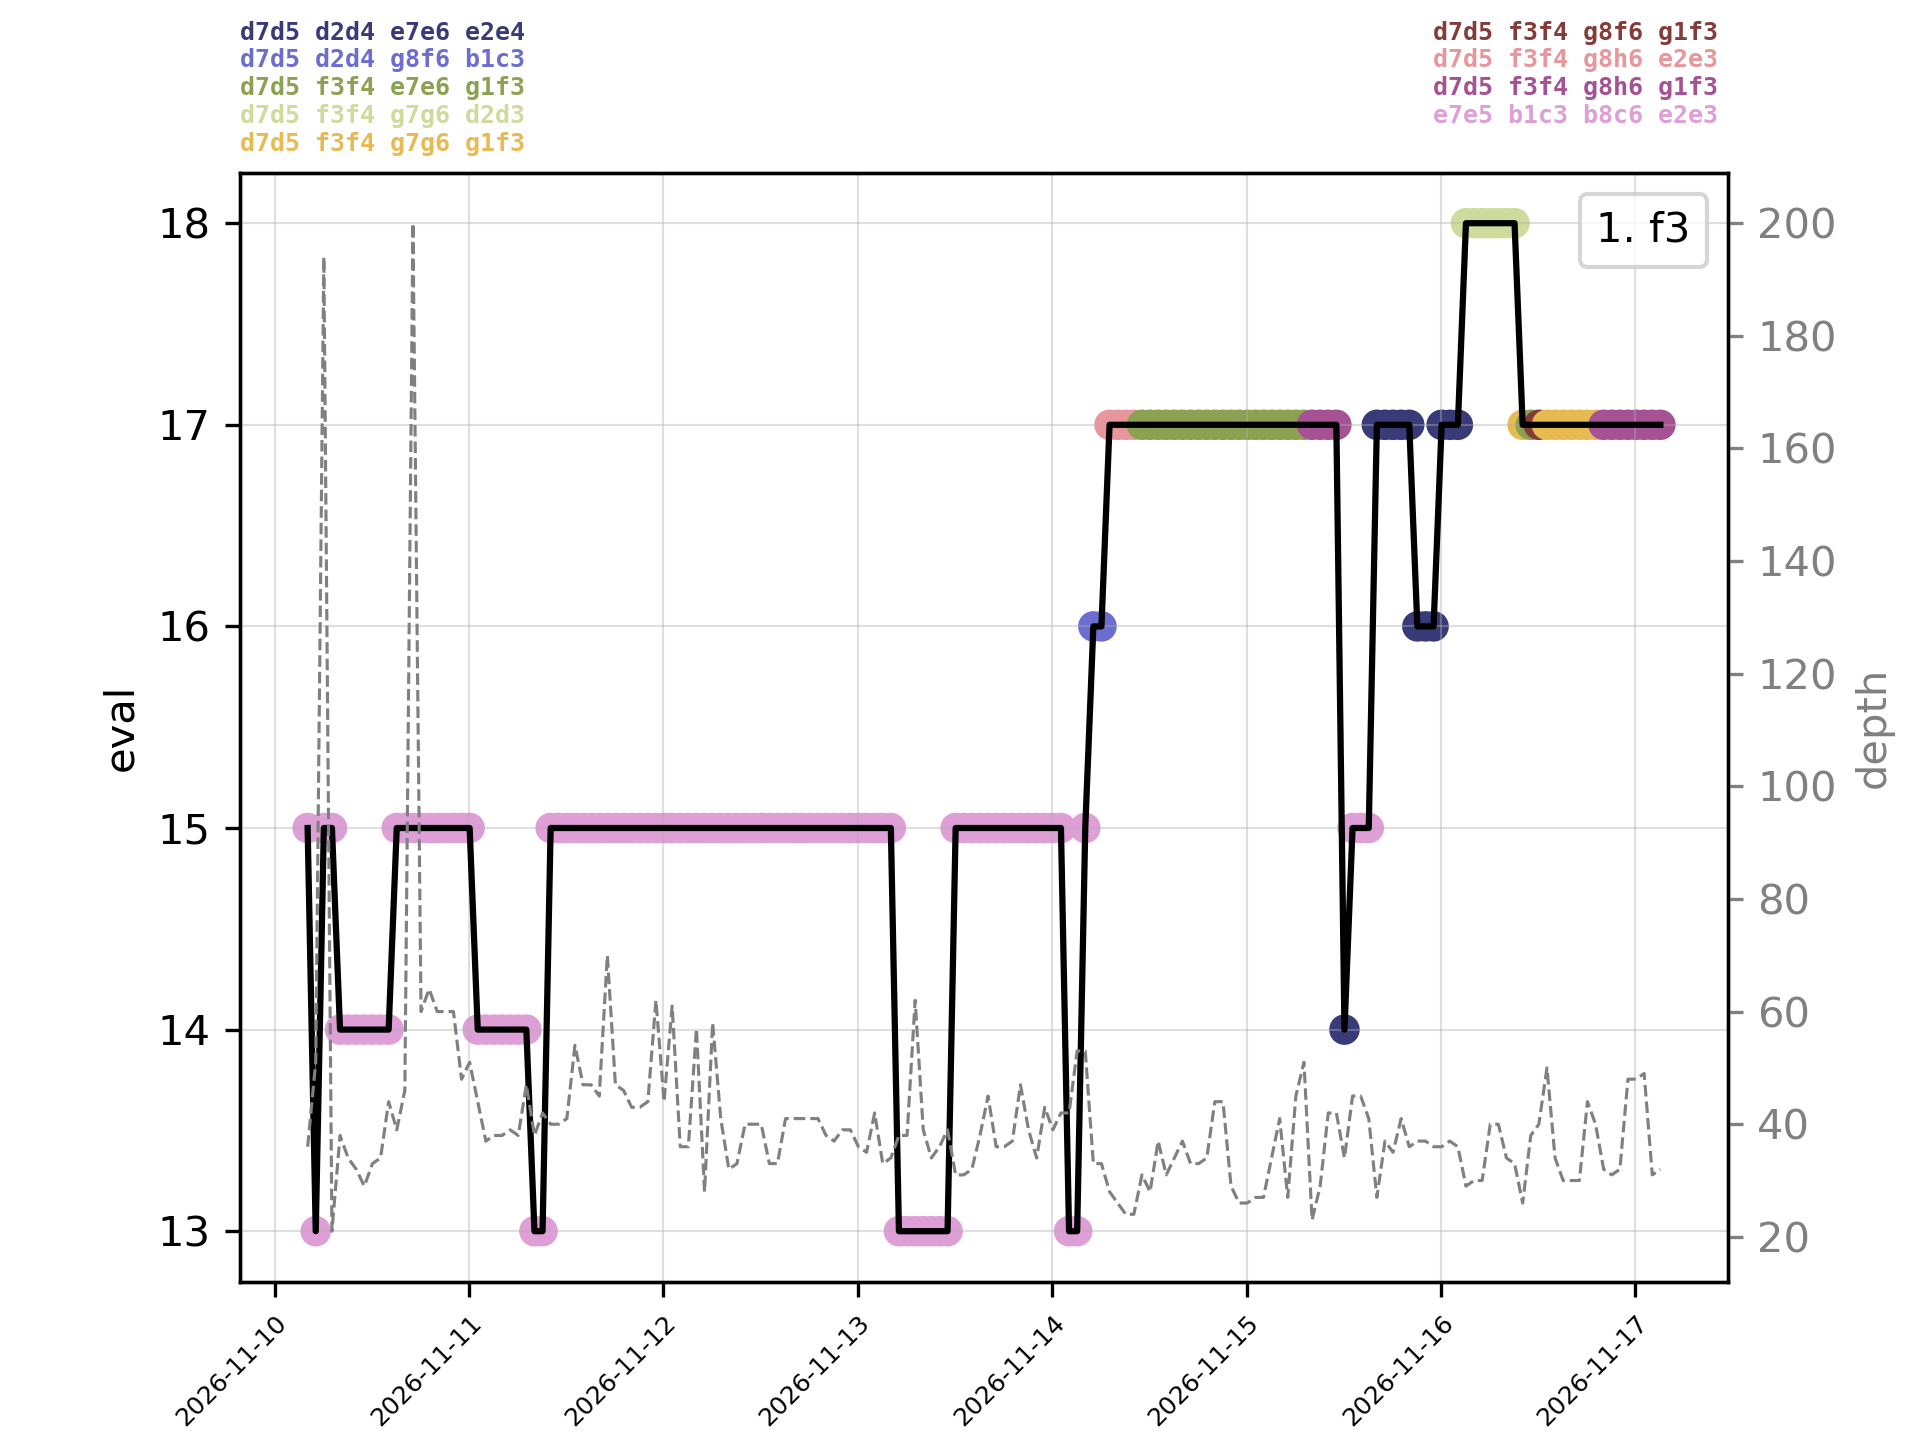 d7d5 d2d4 e7e6 e2e4
d7d5 d2d4 g8f6 b1c3
d7d5 f3f4 e7e6 g1f3
d7d5 f3f4 g7g6 d2d3
d7d5 f3f4 g7g6 g1f3
d7d5 f3f4 g8f6 g1f3
d7d5 f3f4 g8h6 e2e3
d7d5 f3f4 g8h6 g1f3
e7e5 b1c3 b8c6 e2e3
1. f3
18
17
16
15
14
13
eval
200
180
160
140
120
100
80
60
40
20
depth
2026-11-10
2026-11-11
2026-11-12
2026-11-13
2026-11-14
2026-11-15
2026-11-16
2026-11-17